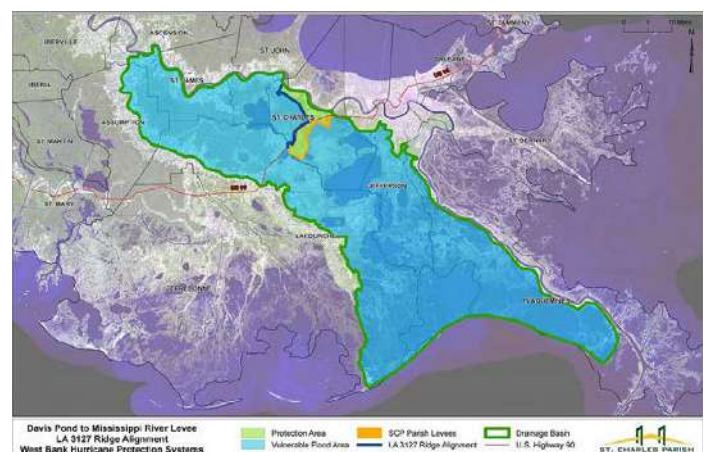 ASCENSION
ST. TAMMANY
IBERVILLE
ST. JOHN
ORLEANS
N
ST. JAMES
IBERIA
ST. CHARLES
ASSUMPTION
ST. BERNARD
ST. MARTIN
JEFFERSON
ST. MARY
LAFOURCHE
TERREBONNE
PLAQUEMINES
Davis Pond to Mississippi River Levee
LA 3127 Ridge Alignment
West Bank Hurricane Protection Systems
Protection Area
SCP Parish Levees
Drainage Basin
Vulnerable Flood Area
LA 3127 Ridge Alignment
U.S. Highway 90
ST. CHARLES PARISH